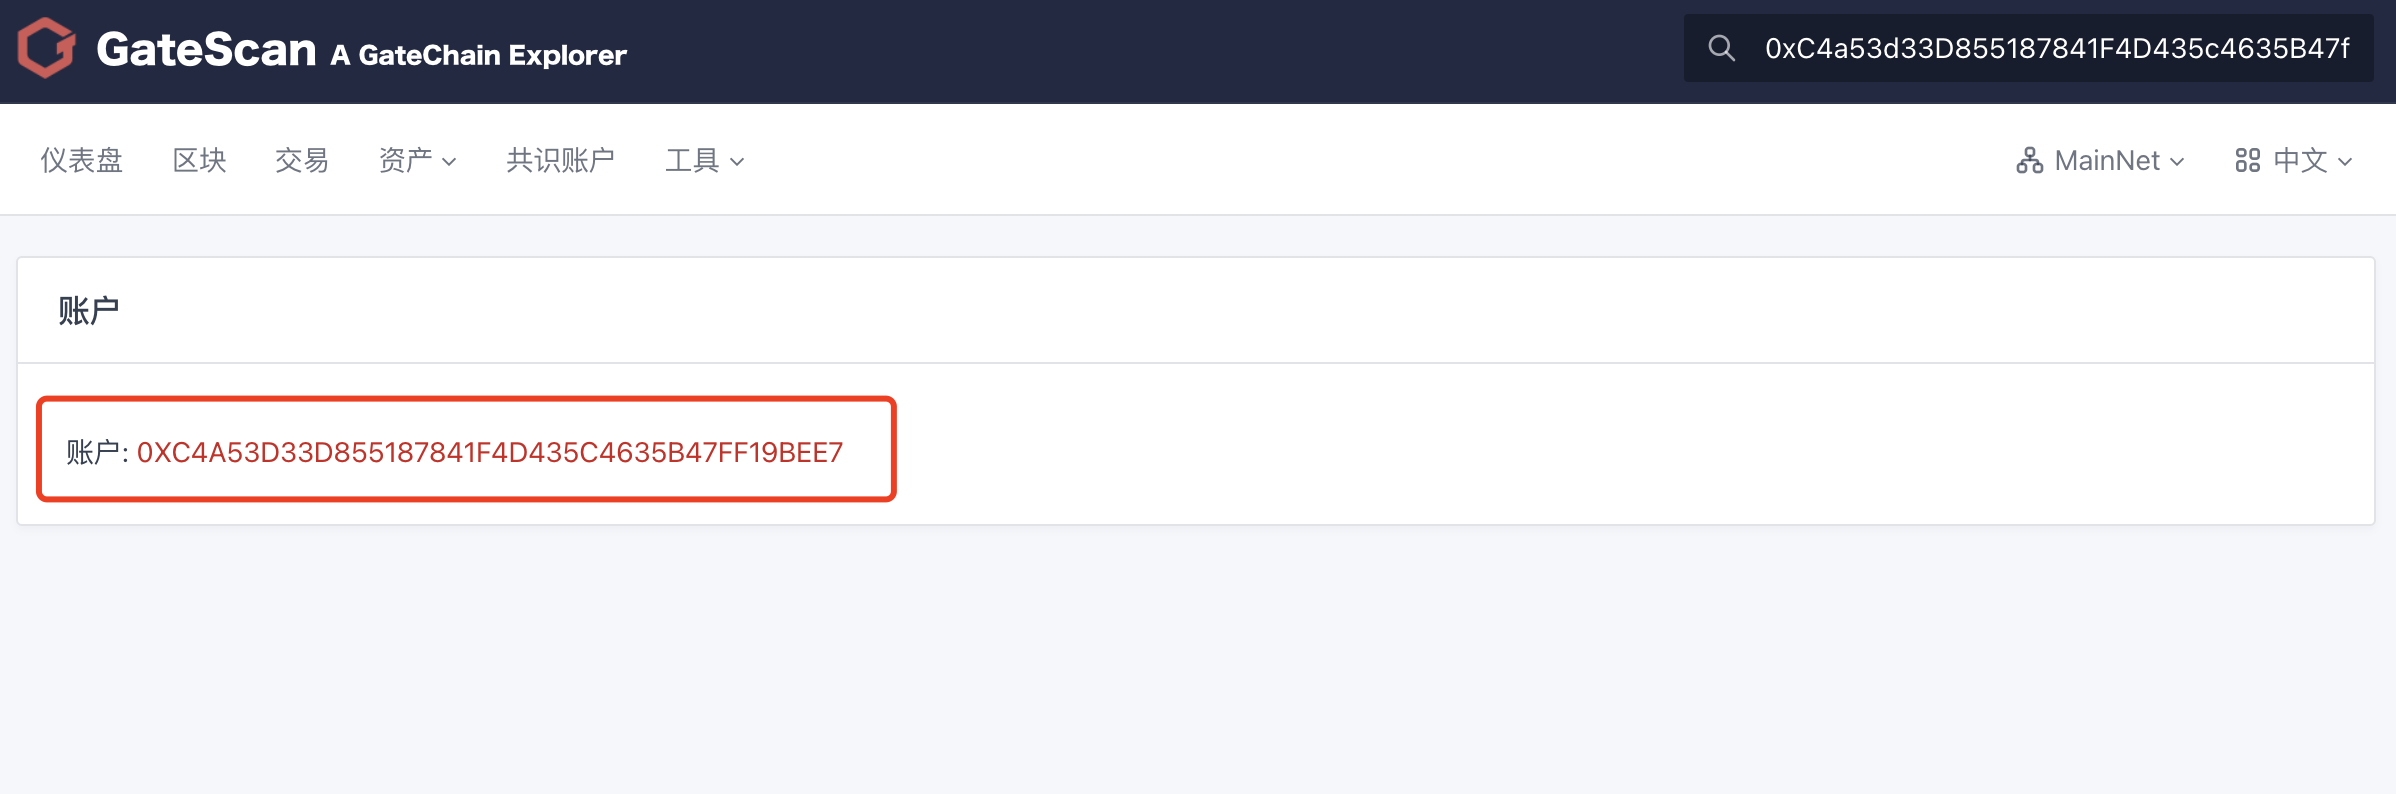 GateScan A GateChain Explorer
0xC4a53d33D855187841F4D435c4635B47f
仪表盘 区块 交易 资产 共识账户 工具 MainNet 中文
账户
账户: 0XC4A53D33D855187841F4D435C4635B47FF19BEE7